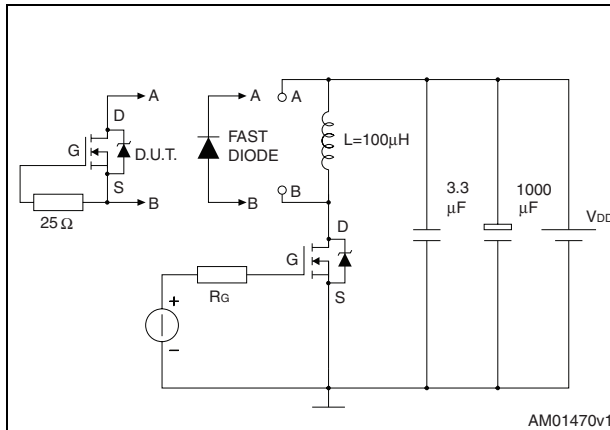 A
D
G
D.U.T.
S
B
25 Ω
A
FAST
DIODE
B
A
L=100μH
B
D
G
S
RG
+
-
3.3
μF
1000
μF
VDD
AM01470v1